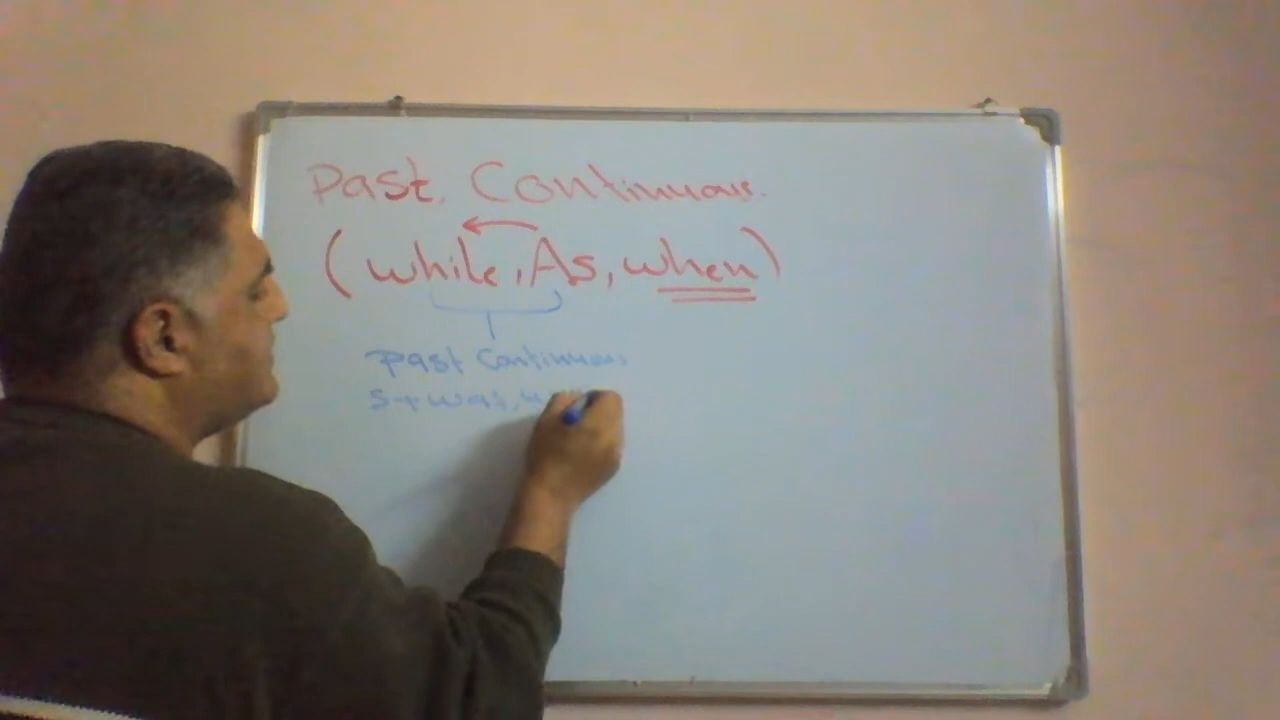 Past Continuous.
(while, As, when)
Past Continuous
S+was,